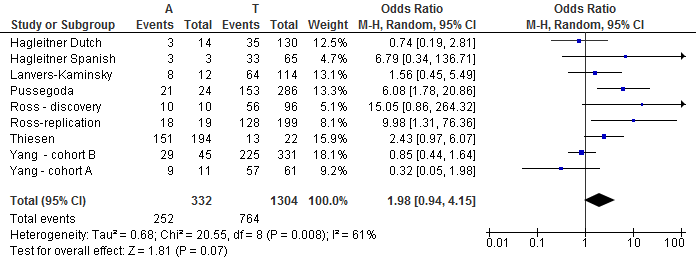 A T Odds Ratio Odds Ratio
Study or Subgroup Events Total Events Total Weight M-H, Random, 95% CI M-H, Random, 95% CI
Hagleitner Dutch 3 14 35 130 12.5% 0.74 [0.19, 2.81]
Hagleitner Spanish 3 3 33 65 4.7% 6.79 [0.34, 136.71]
Lanvers-Kaminsky 8 12 64 114 13.3% 1.56 [0.45, 5.49]
Pussegoda 21 24 153 286 13.5% 6.08 [1.78, 20.86]
Ross - discovery 10 10 56 96 5.0% 15.05 [0.86, 264.32]
Ross-replication 18 19 128 199 8.0% 9.98 [1.31, 76.36]
Thiesen 151 194 13 22 15.9% 2.43 [0.97, 6.07]
Yang - cohort B 29 45 225 331 18.1% 0.85 [0.44, 1.64]
Yang - cohort A 9 11 57 61 9.2% 0.32 [0.05, 1.98]
Total (95% CI) 332 1304 100.0% 1.98 [0.94, 4.15]
Total events 252 764
Heterogeneity: Tau² = 0.68; Chi² = 20.55, df = 8 (P = 0.008); I² = 61%
Test for overall effect: Z = 1.81 (P = 0.07)
0.01 0.1 1 10 100